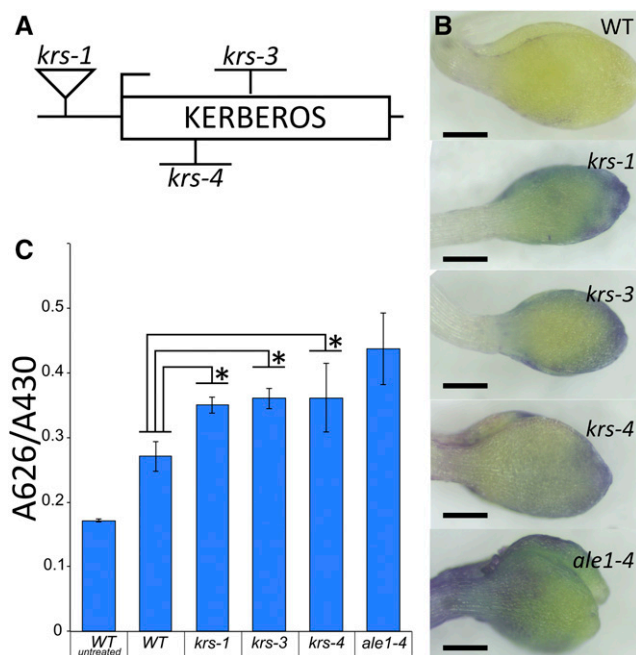 A
krs-1
krs-3
KERBEROS
krs-4
B
WT
krs-1
krs-3
krs-4
ale1-4
C
A626/A430
0.5
0.4
0.3
0.2
0.1
0
*
*
*
WT untreated
WT
krs-1
krs-3
krs-4
ale1-4